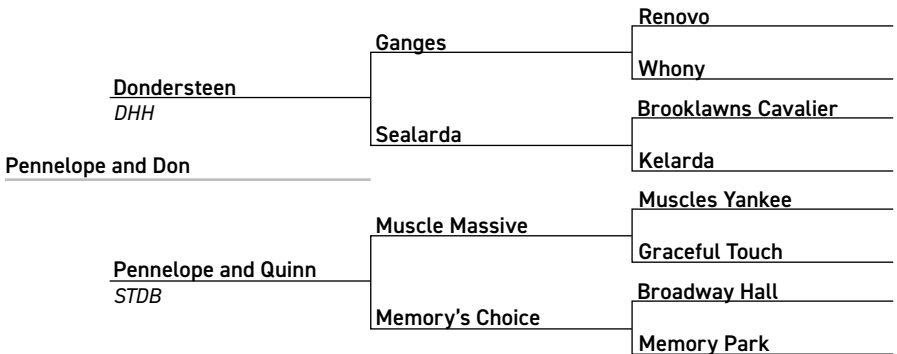 Renovo
Ganges
Whony
Dondersteen
DHH
Brooklawns Cavalier
Sealarda
Kelarda
Pennelope and Don
Muscles Yankee
Muscle Massive
Graceful Touch
Pennelope and Quinn
STDB
Broadway Hall
Memory's Choice
Memory Park